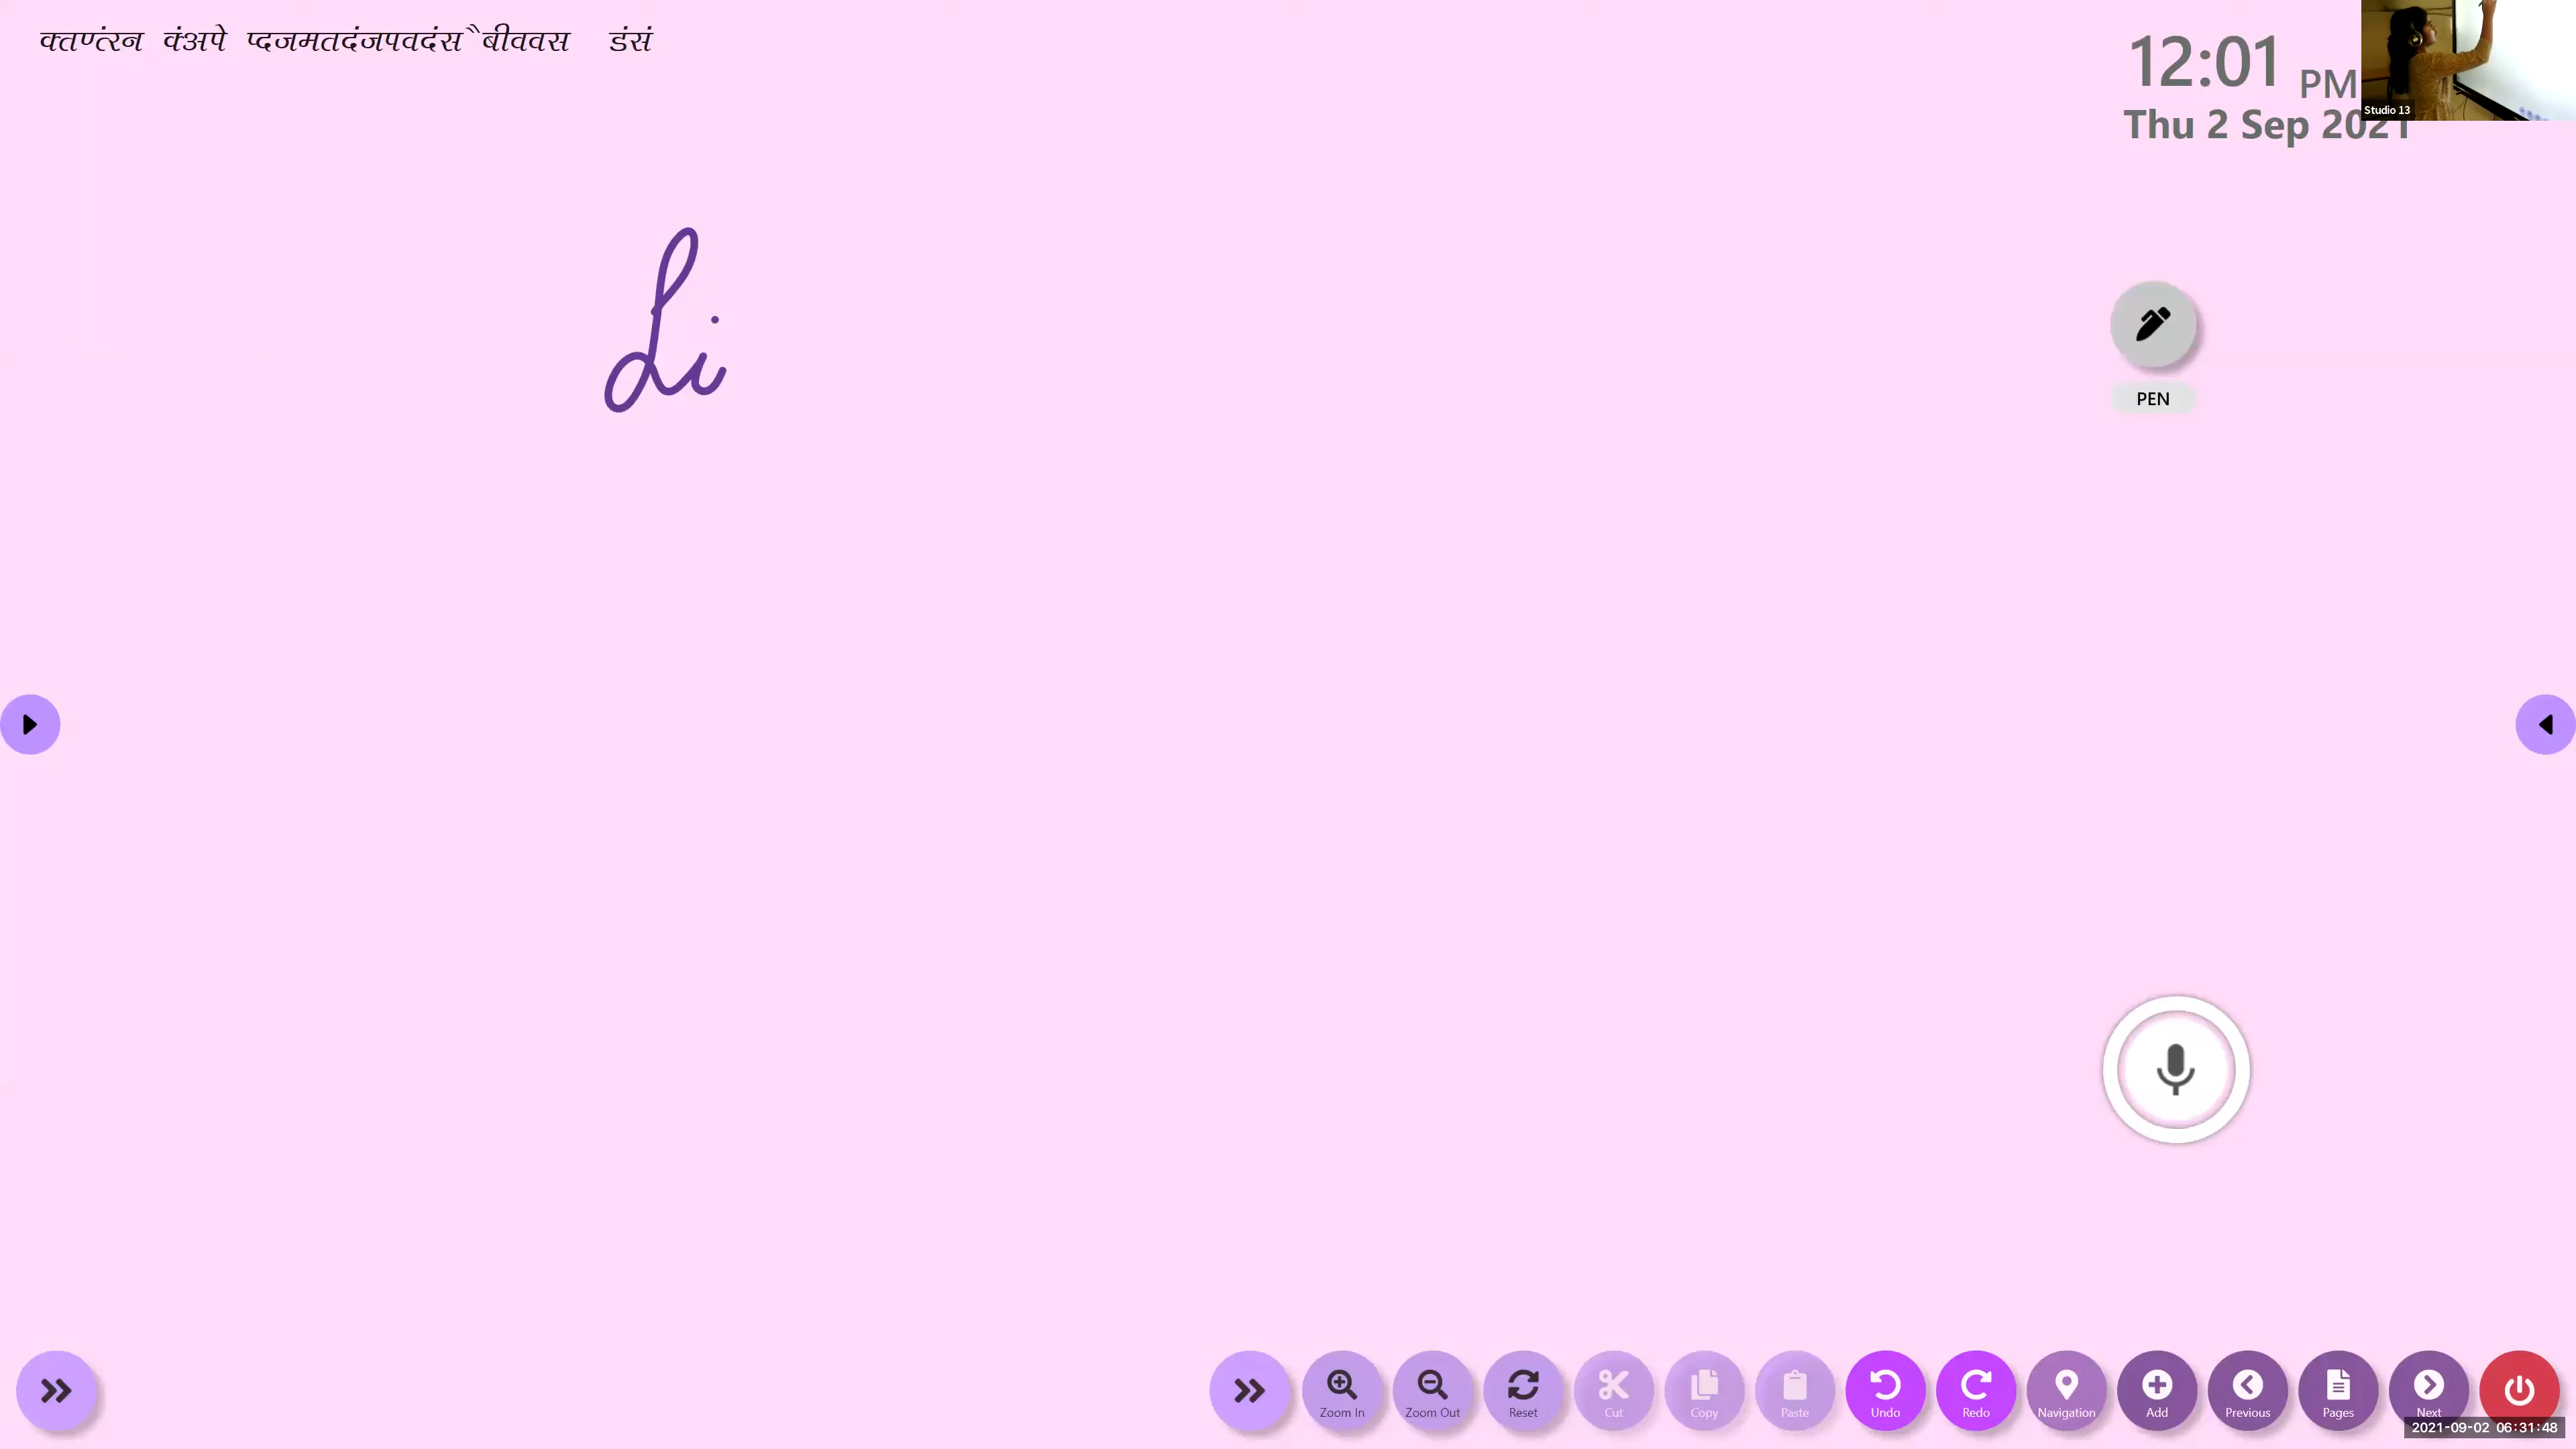 क्तण्त्ंरन क्ंअपे प्दजमतदंजपवदंस ैबीववस डंसं
12:01 PM
Studio 13
Thu 2 Sep 2021
Li
PEN
Zoom In Zoom Out Reset Cut Copy Paste Undo Redo Navigation Add Previous Pages Next
2021-09-02 06:31:48